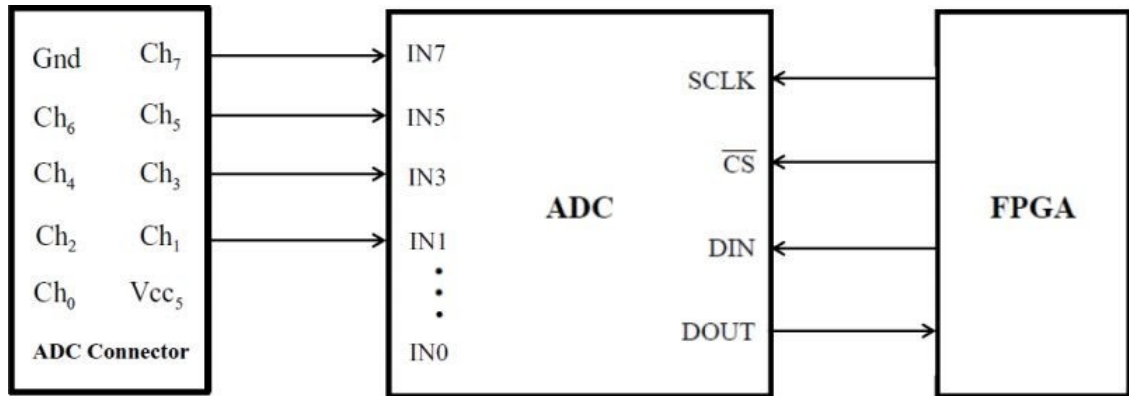 Gnd Ch₇
Ch₆ Ch₅
Ch₄ Ch₃
Ch₂ Ch₁
Ch₀ Vcc₅
ADC Connector
IN7
IN5
IN3
IN1
IN0
ADC
SCLK
C̅S̅
DIN
DOUT
FPGA